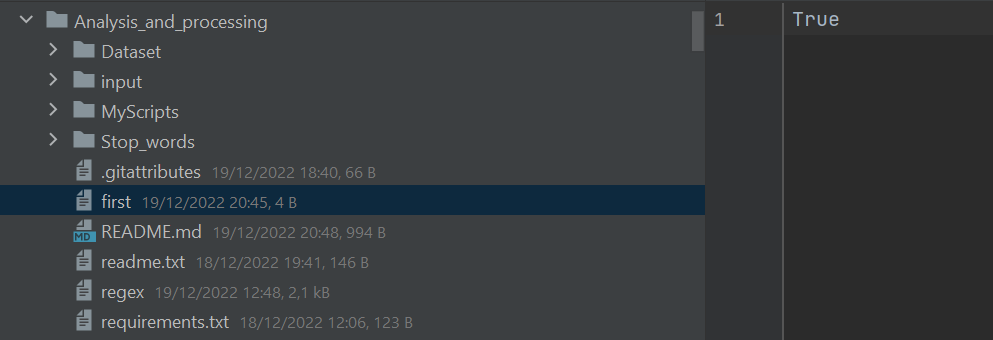 Analysis_and_processing
Dataset
input
MyScripts
Stop_words
.gitattributes 19/12/2022 18:40, 66 B
first 19/12/2022 20:45, 4 B
MD README.md 19/12/2022 20:48, 994 B
readme.txt 18/12/2022 19:41, 146 B
regex 19/12/2022 12:48, 2,1 kB
requirements.txt 18/12/2022 12:06, 123 B
1 True